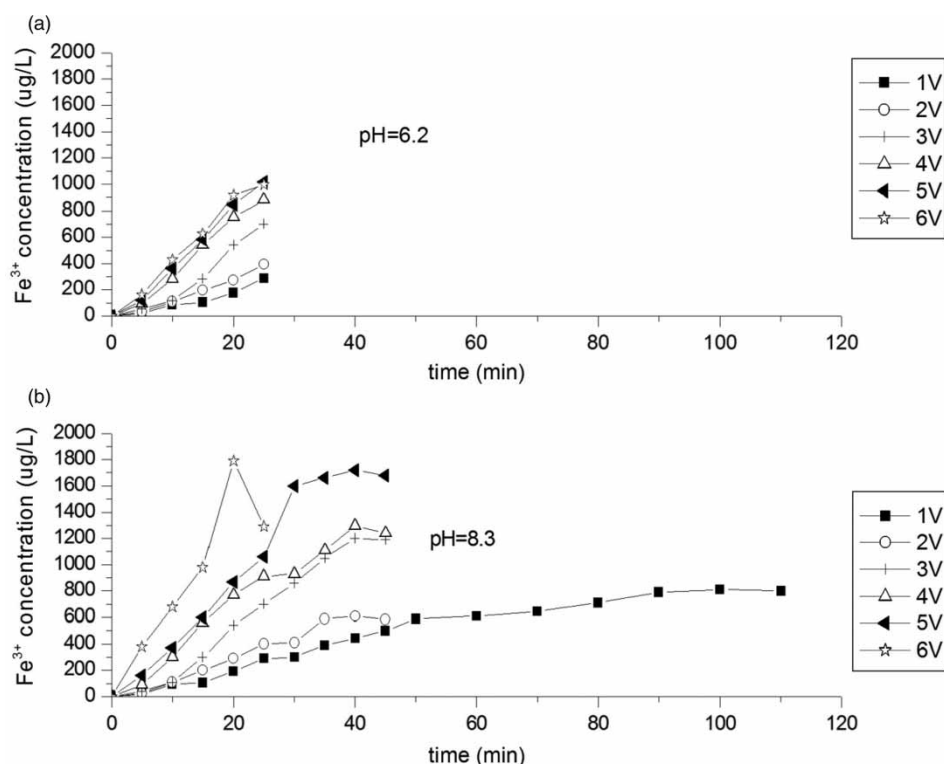 (a)
2000
1800
1600
1400
1200
1000
800
600
400
200
0
Fe³⁺ concentration (ug/L)
pH=6.2
1V
2V
3V
4V
5V
6V
0 20 40 60 80 100 120
time (min)
(b)
2000
1800
1600
1400
1200
1000
800
600
400
200
0
Fe³⁺ concentration (ug/L)
pH=8.3
1V
2V
3V
4V
5V
6V
0 20 40 60 80 100 120
time (min)